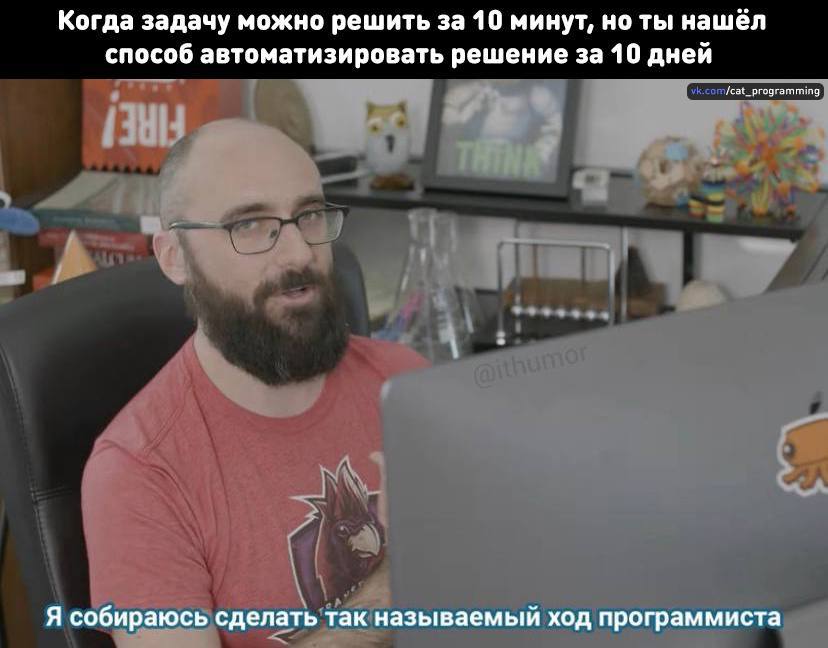 Когда задачу можно решить за 10 минут, но ты нашёл
способ автоматизировать решение за 10 дней
vk.com/cat_programming
FIRE!
THINK
@ithumor
Я собираюсь сделать так называемый ход программиста